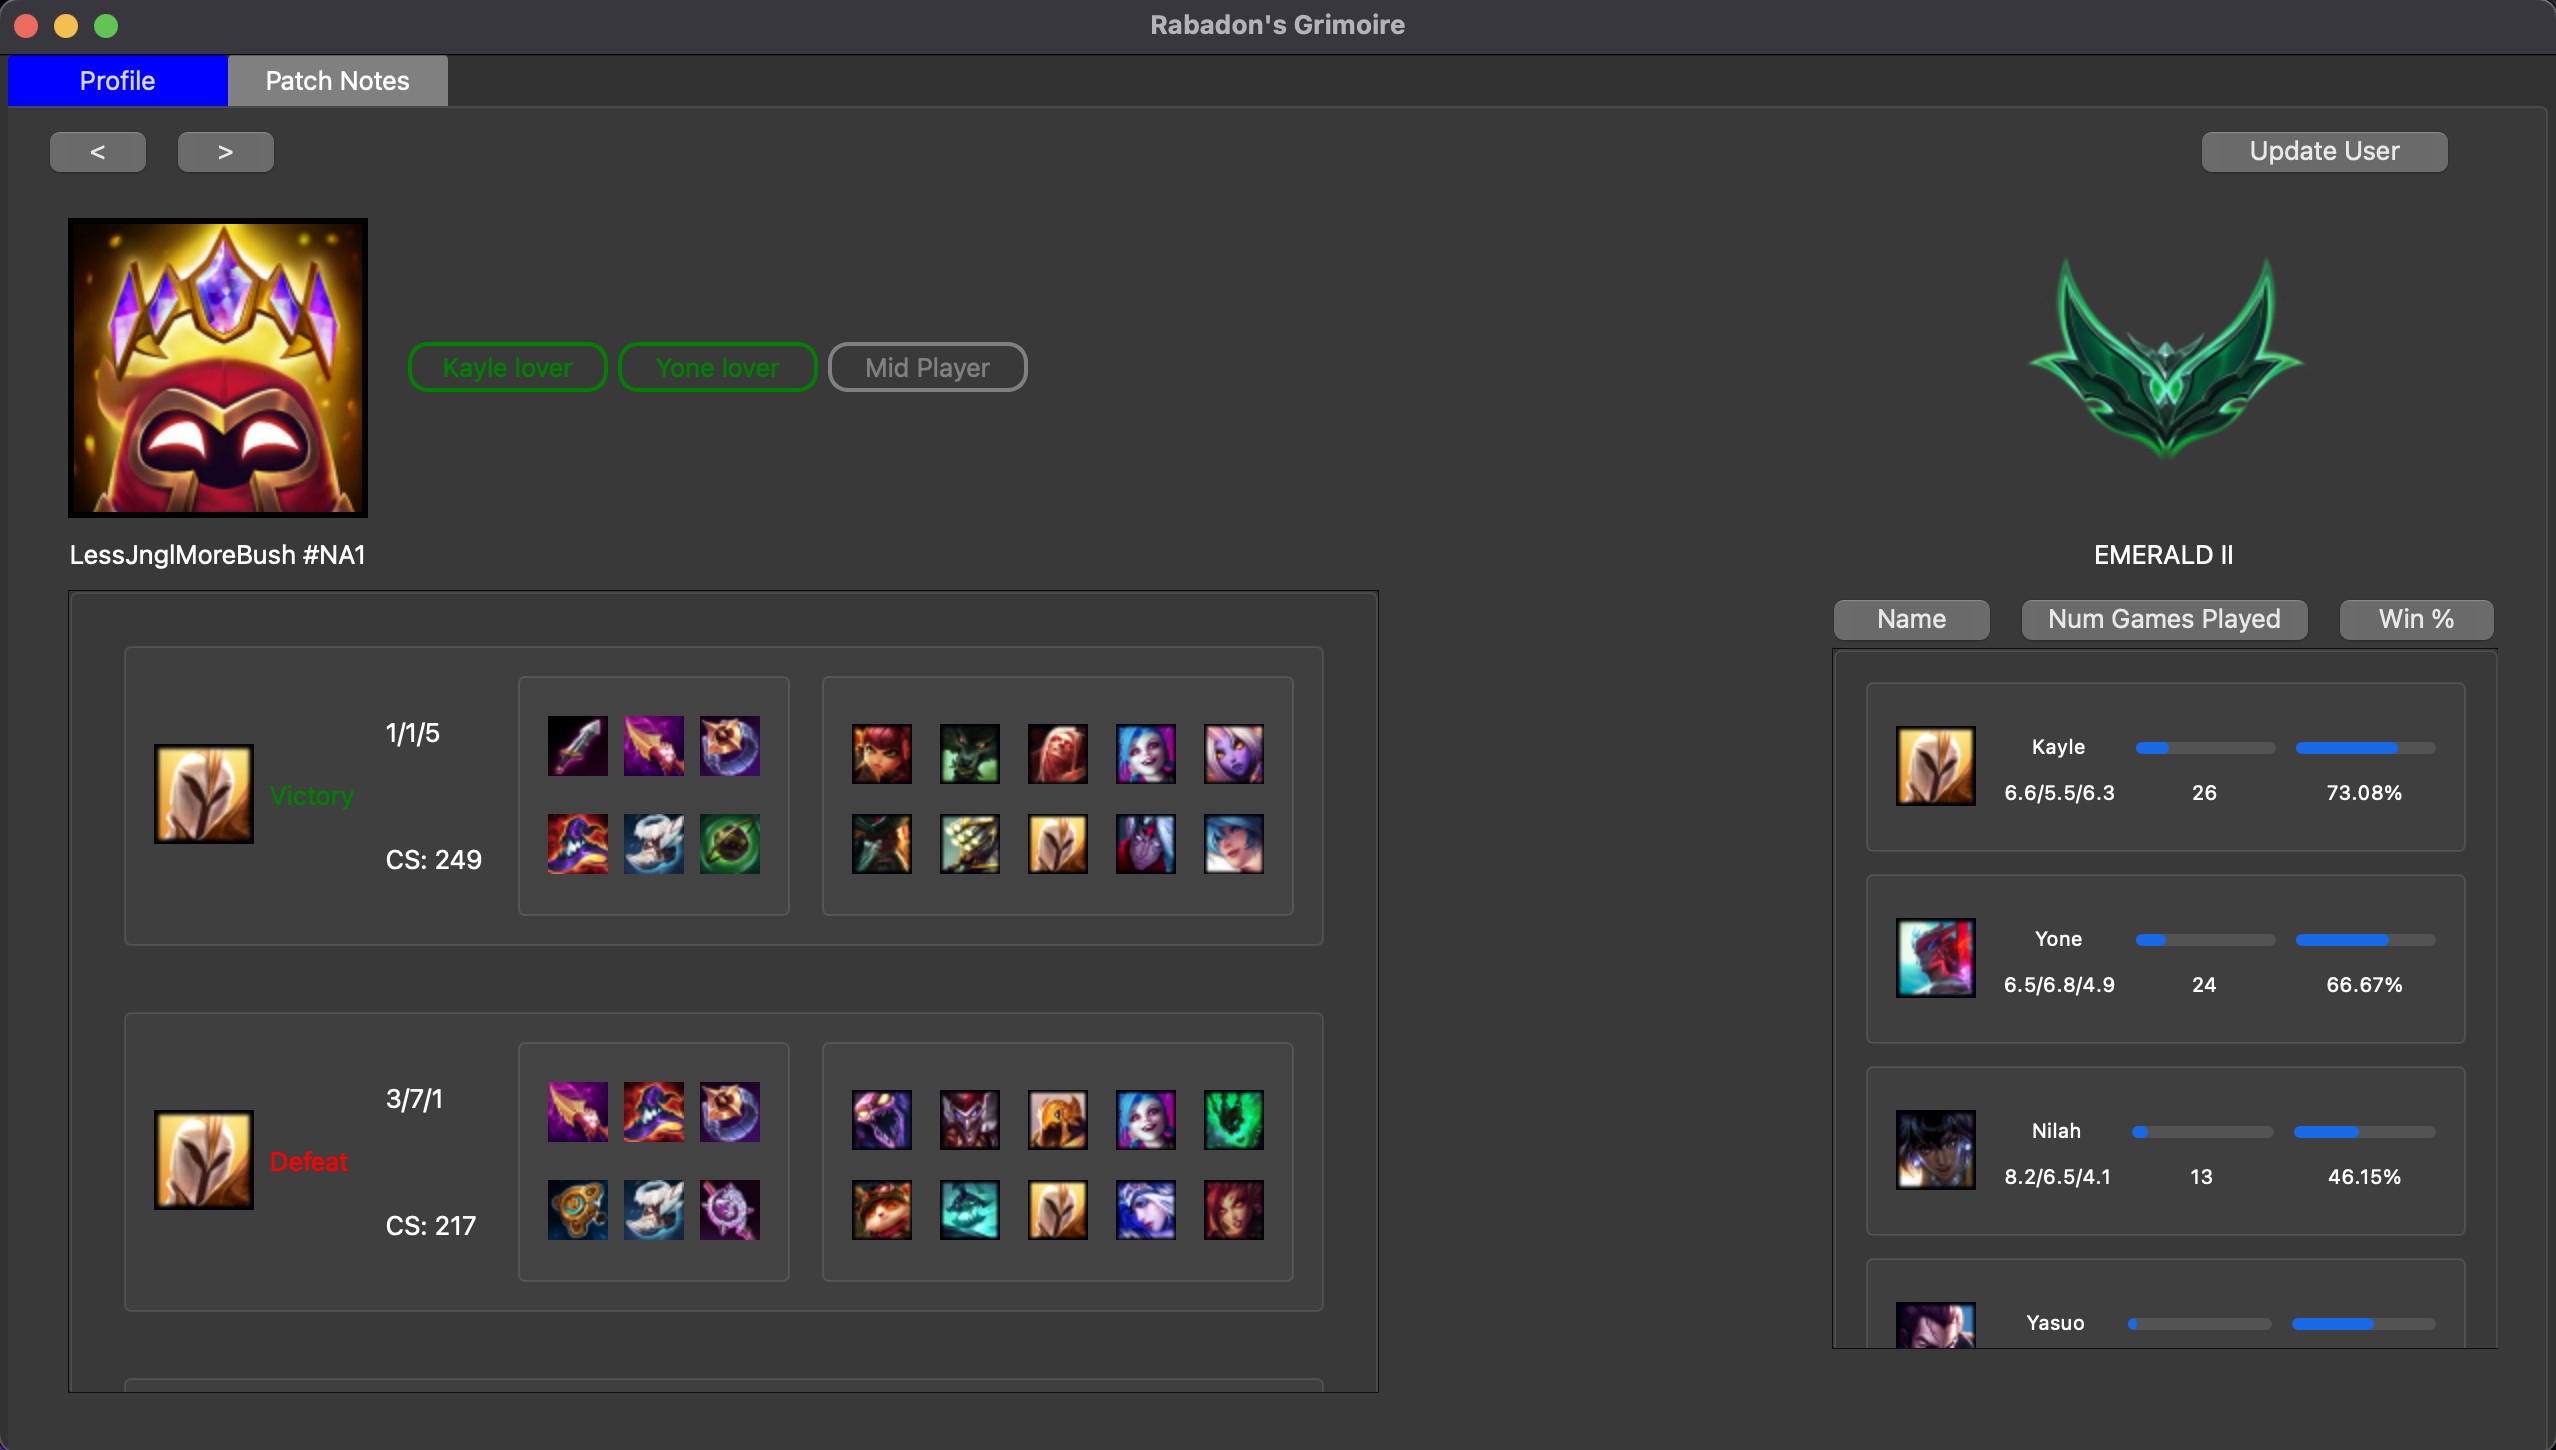 Rabadon's Grimoire
Profile
Patch Notes
<
>
Update User
Kayle lover
Yone lover
Mid Player
LessJnglMoreBush #NA1
EMERALD II
Name
Num Games Played
Win %
1/1/5
Victory
CS: 249
3/7/1
Defeat
CS: 217
Kayle
6.6/5.5/6.3
26
73.08%
Yone
6.5/6.8/4.9
24
66.67%
Nilah
8.2/6.5/4.1
13
46.15%
Yasuo